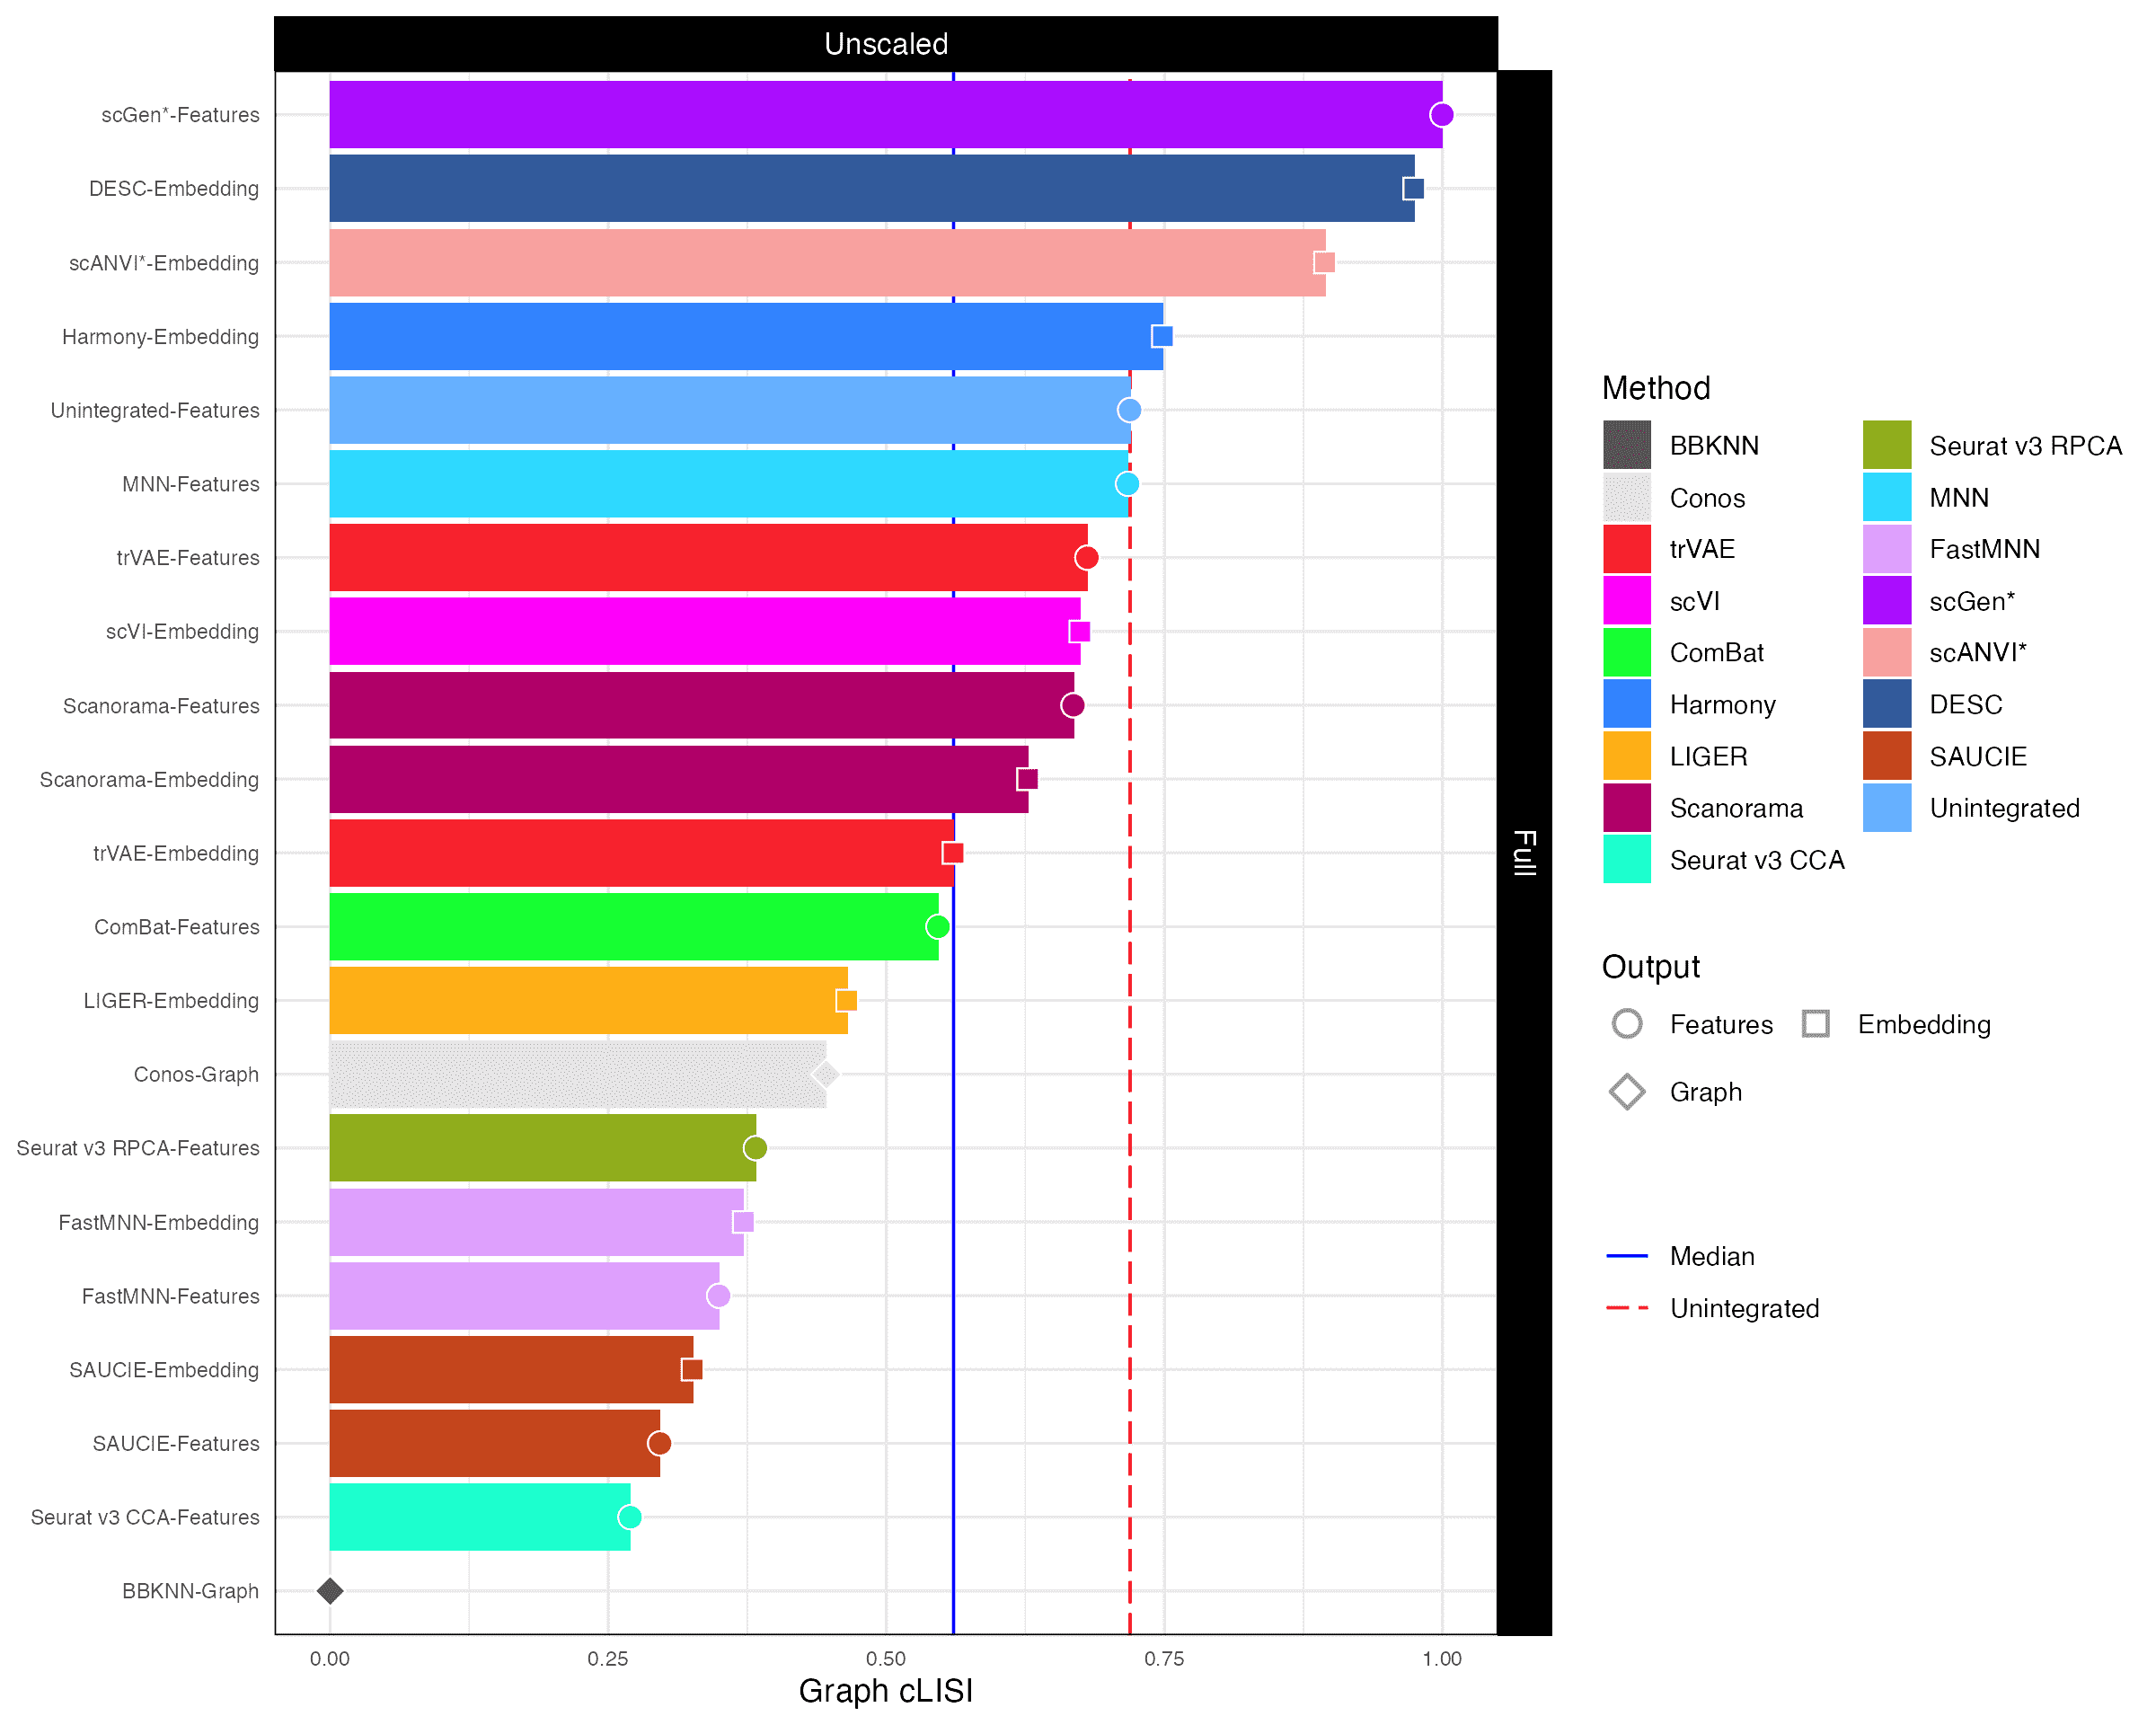 Unscaled
scGen*-Features
DESC-Embedding
scANVI*-Embedding
Harmony-Embedding
Unintegrated-Features
MNN-Features
trVAE-Features
scVI-Embedding
Scanorama-Features
Scanorama-Embedding
trVAE-Embedding
ComBat-Features
LIGER-Embedding
Conos-Graph
Seurat v3 RPCA-Features
FastMNN-Embedding
FastMNN-Features
SAUCIE-Embedding
SAUCIE-Features
Seurat v3 CCA-Features
BBKNN-Graph
0.00 0.25 0.50 0.75 1.00
Graph cLISI
Full
Method
BBKNN
Conos
trVAE
scVI
ComBat
Harmony
LIGER
Scanorama
Seurat v3 CCA
Seurat v3 RPCA
MNN
FastMNN
scGen*
scANVI*
DESC
SAUCIE
Unintegrated
Output
Features Embedding
Graph
Median
Unintegrated